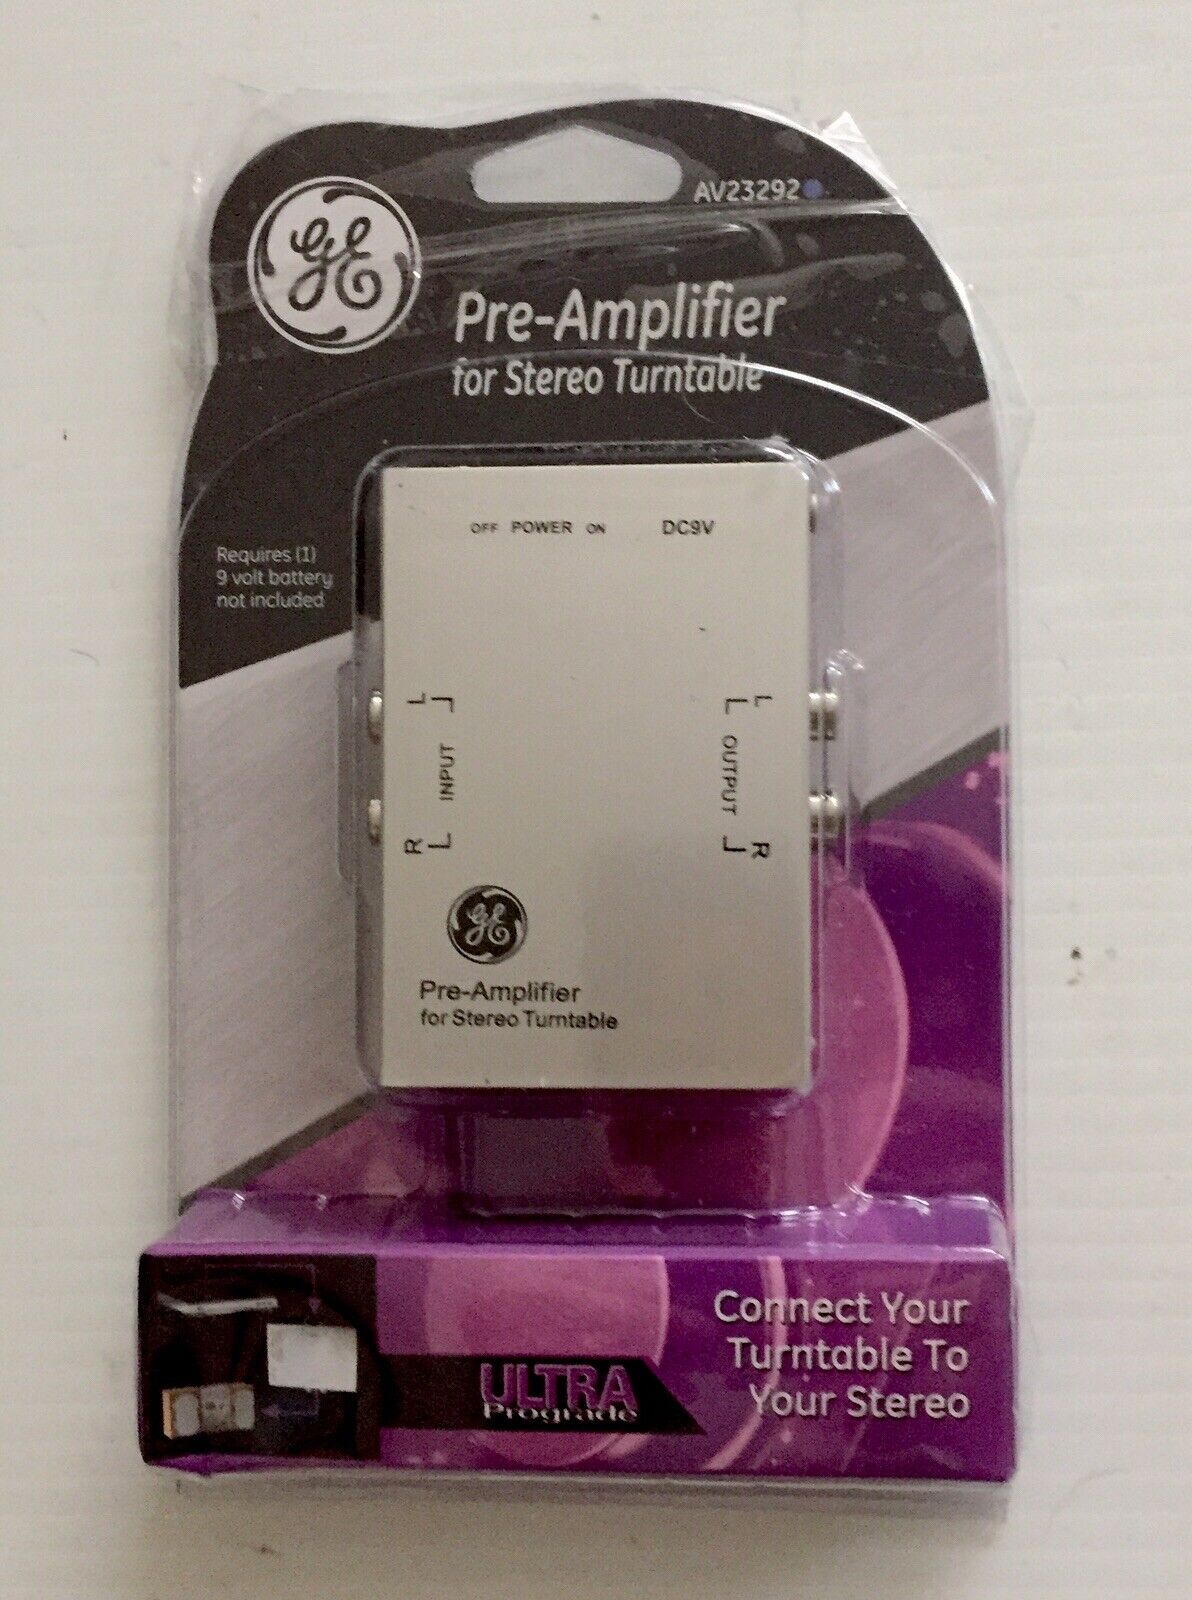 AV23292
GE
Pre-Amplifier
for Stereo Turntable
Requires (1)
9 volt battery
not included
OFF POWER ON DC9V
L INPUT R
L OUTPUT R
GE
Pre-Amplifier
for Stereo Turntable
ULTRA
Prograde
Connect Your
Turntable To
Your Stereo